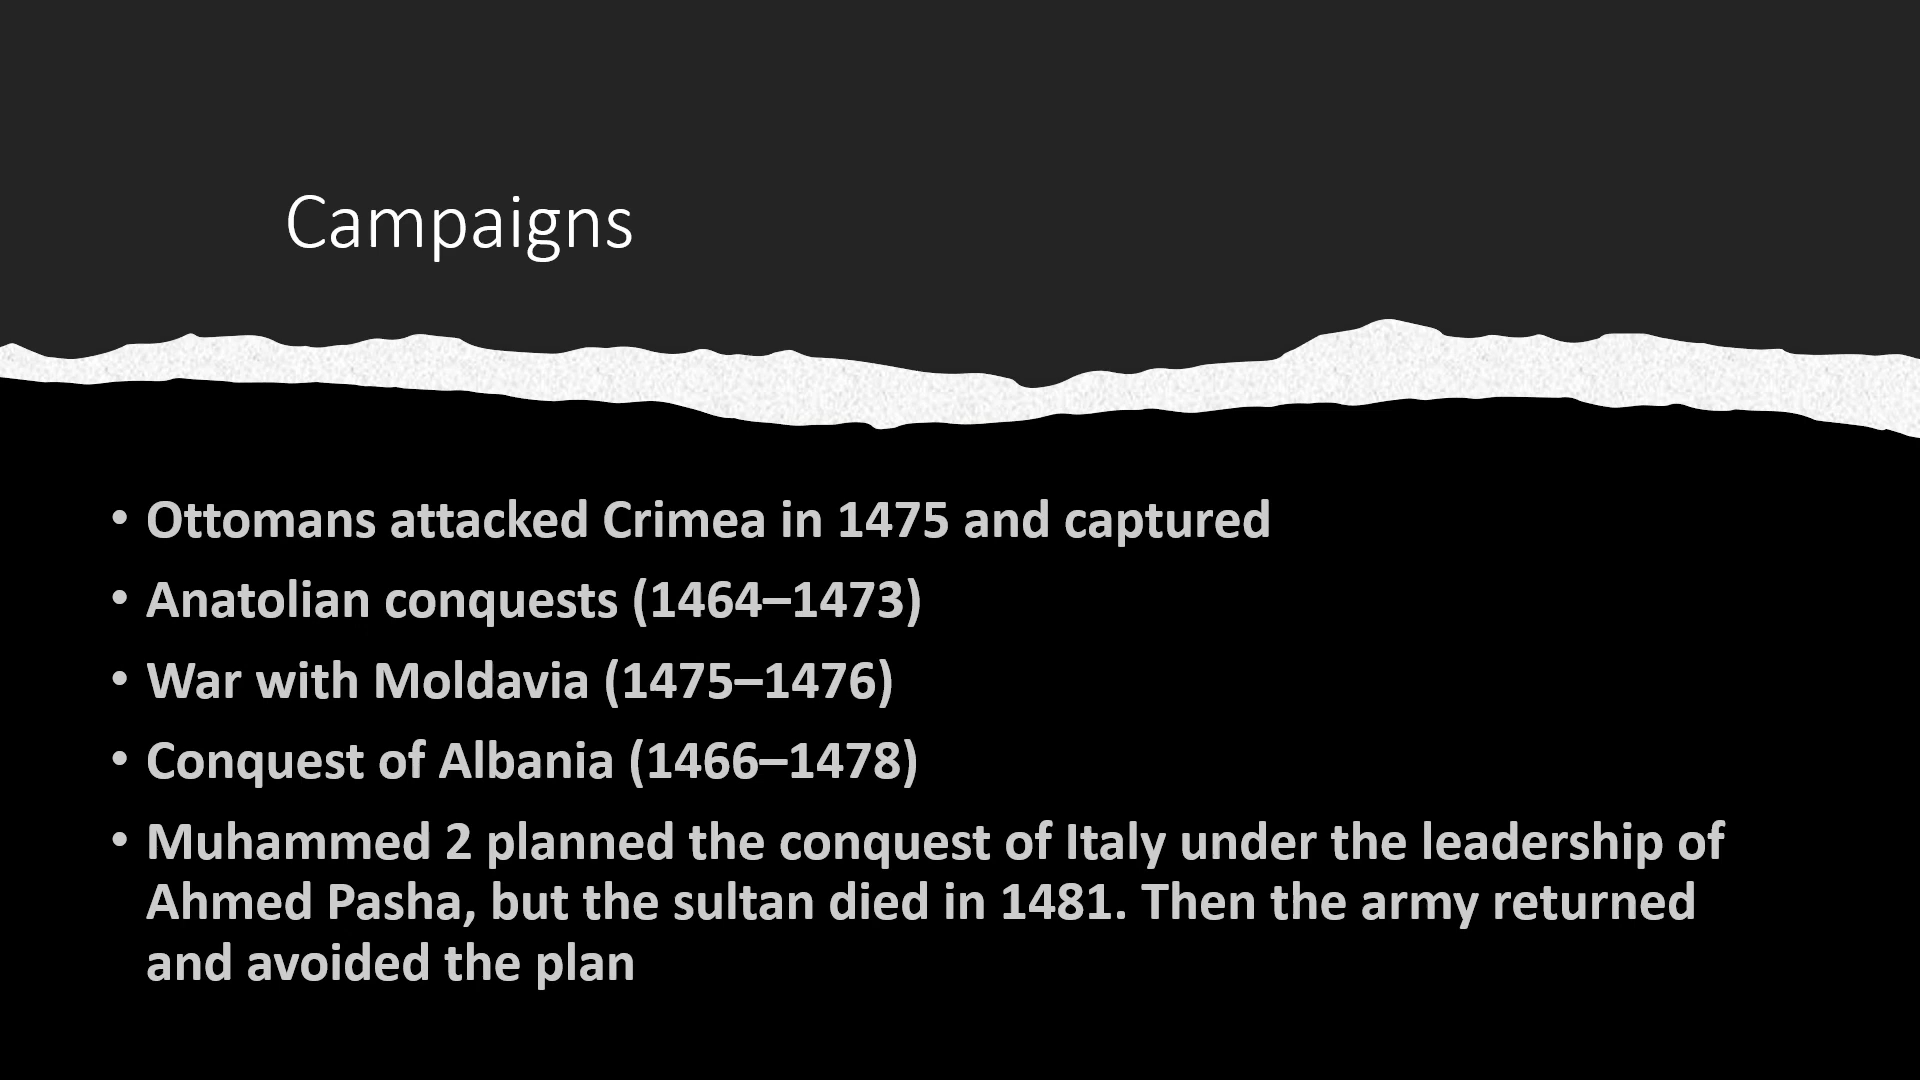 Campaigns
• Ottomans attacked Crimea in 1475 and captured
• Anatolian conquests (1464–1473)
• War with Moldavia (1475–1476)
• Conquest of Albania (1466–1478)
• Muhammed 2 planned the conquest of Italy under the leadership of
Ahmed Pasha, but the sultan died in 1481. Then the army returned
and avoided the plan